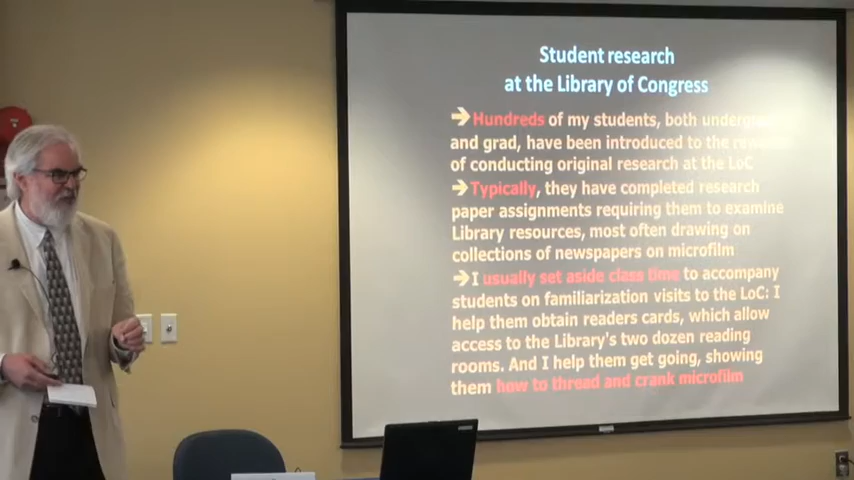 Student research
at the Library of Congress
➔Hundreds of my students, both
and grad, have been introduced to the
of conducting original research at the LoC
➔Typically, they have completed research
paper assignments requiring them to examine
Library resources, most often drawing on
collections of newspapers on microfilm
➔I usually set aside class time to accompany
students on familiarization visits to the LoC: I
help them obtain readers cards, which allow
access to the Library's two dozen reading
rooms. And I help them get going, showing
them how to thread and crank microfilm